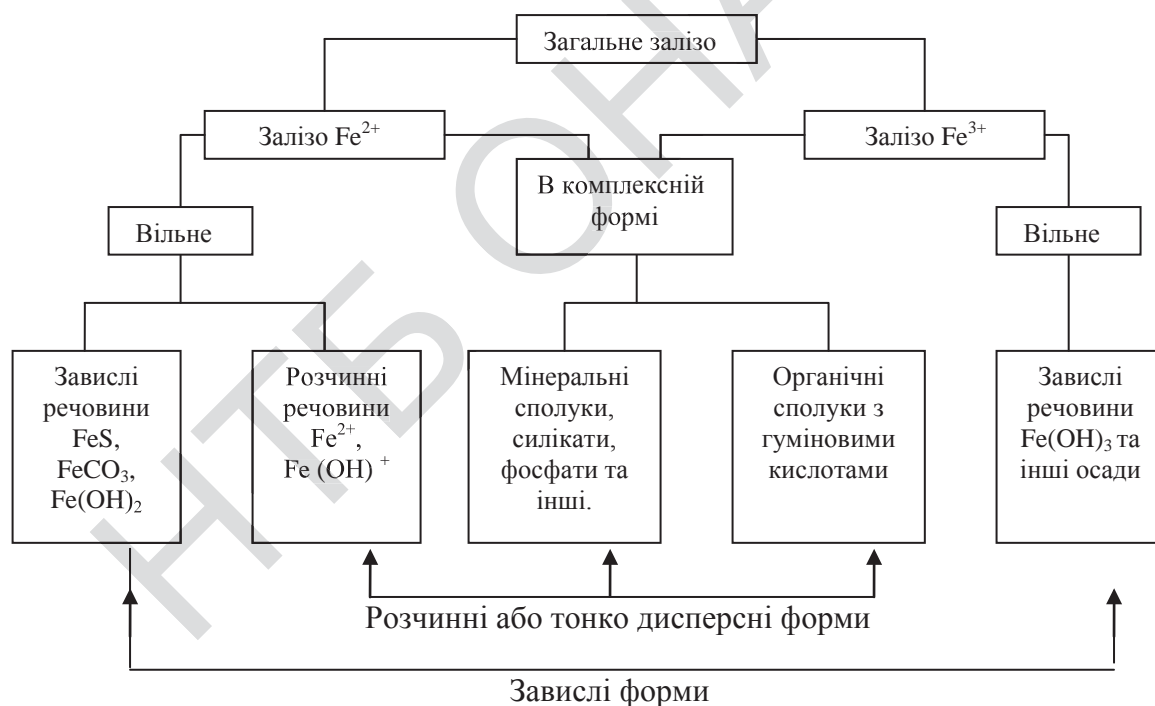 Загальне залізо
Залізо Fe²⁺
Залізо Fe³⁺
В комплексній
формі
Вільне
Вільне
Завислі
речовини
FeS,
FeCO₃,
Fe(OH)₂
Розчинні
речовини
Fe²⁺,
Fe (OH) ⁺
Мінеральні
сполуки,
силікати,
фосфати та
інші.
Органічні
сполуки з
гуміновими
кислотами
Завислі
речовини
Fe(OH)₃ та
інші осади
Розчинні або тонко дисперсні форми
Завислі форми
НТБ ОНА